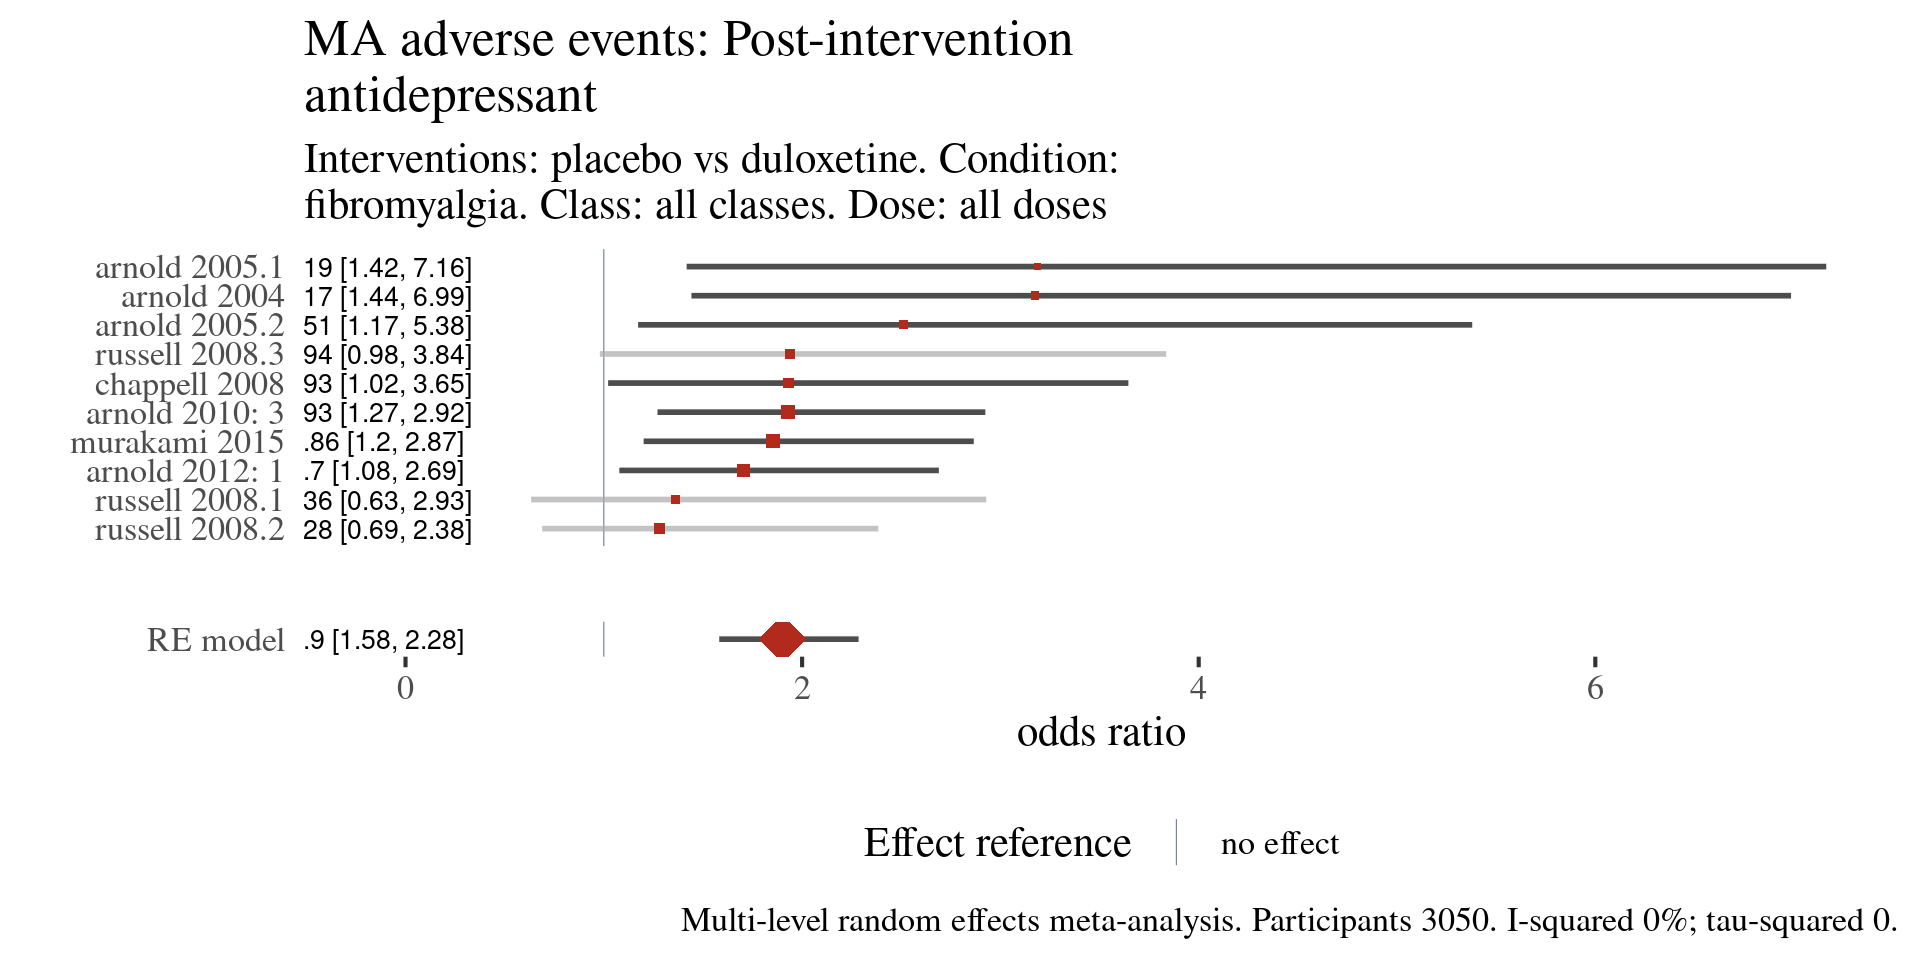 MA adverse events: Post-intervention
antidepressant
Interventions: placebo vs duloxetine. Condition:
fibromyalgia. Class: all classes. Dose: all doses
arnold 2005.1 19 [1.42, 7.16]
arnold 2004 17 [1.44, 6.99]
arnold 2005.2 51 [1.17, 5.38]
russell 2008.3 94 [0.98, 3.84]
chappell 2008 93 [1.02, 3.65]
arnold 2010: 3 93 [1.27, 2.92]
murakami 2015 .86 [1.2, 2.87]
arnold 2012: 1 .7 [1.08, 2.69]
russell 2008.1 36 [0.63, 2.93]
russell 2008.2 28 [0.69, 2.38]
RE model .9 [1.58, 2.28]
0 2 4 6
odds ratio
Effect reference no effect
Multi-level random effects meta-analysis. Participants 3050. I-squared 0%; tau-squared 0.